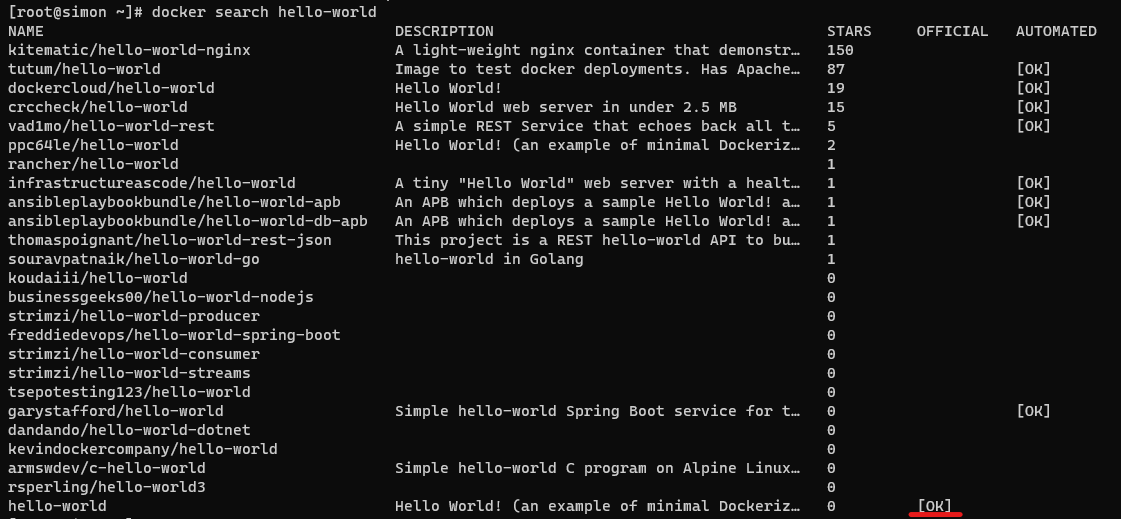 [root@simon ~]# docker search hello-world
NAME DESCRIPTION STARS OFFICIAL AUTOMATED
kitematic/hello-world-nginx A light-weight nginx container that demonstr… 150
tutum/hello-world Image to test docker deployments. Has Apache… 87 [OK]
dockercloud/hello-world Hello World! 19 [OK]
crccheck/hello-world Hello World web server in under 2.5 MB 15 [OK]
vad1mo/hello-world-rest A simple REST Service that echoes back all t… 5 [OK]
ppc64le/hello-world Hello World! (an example of minimal Dockeriz… 2
rancher/hello-world 1
infrastructureascode/hello-world A tiny "Hello World" web server with a healt… 1 [OK]
ansibleplaybookbundle/hello-world-apb An APB which deploys a sample Hello World! a… 1 [OK]
ansibleplaybookbundle/hello-world-db-apb An APB which deploys a sample Hello World! a… 1 [OK]
thomaspoignant/hello-world-rest-json This project is a REST hello-world API to bu… 1
souravpatnaik/hello-world-go hello-world in Golang 1
koudaiii/hello-world 0
businessgeeks00/hello-world-nodejs 0
strimzi/hello-world-producer 0
freddiedevops/hello-world-spring-boot 0
strimzi/hello-world-consumer 0
strimzi/hello-world-streams 0
tsepotesting123/hello-world 0
garystafford/hello-world Simple hello-world Spring Boot service for t… 0 [OK]
dandando/hello-world-dotnet 0
kevindockercompany/hello-world 0
armswdev/c-hello-world Simple hello-world C program on Alpine Linux… 0
rsperling/hello-world3 0
hello-world Hello World! (an example of minimal Dockeriz… 0 [OK]